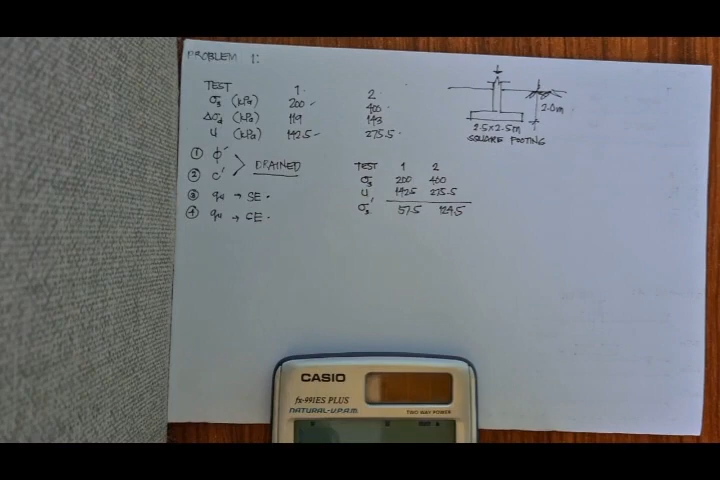 PROBLEM 1:
TEST 1 2
σ₃ (kPa) 200 400
Δσd (kPa) 119 143
u (kPa) 142.5 275.5
① φ'
② c'
DRAINED
③ qu → SE.
④ qu → CE.
2.0m
2.5×2.5m
SQUARE FOOTING
TEST 1 2
σ₃ 200 400
u 142.5 275.5
σ₃' 57.5 124.5
CASIO
fx-991ES PLUS
NATURAL-V.P.A.M.
TWO WAY POWER